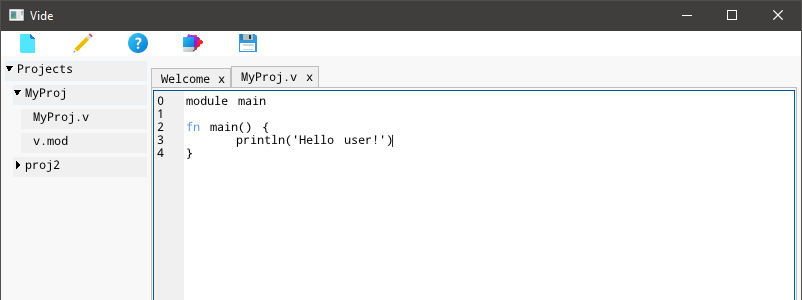 Vide
?
Projects
MyProj
MyProj.v
v.mod
proj2
Welcome x
MyProj.v x
0 module main
1
2 fn main() {
3 println('Hello user!')
4 }